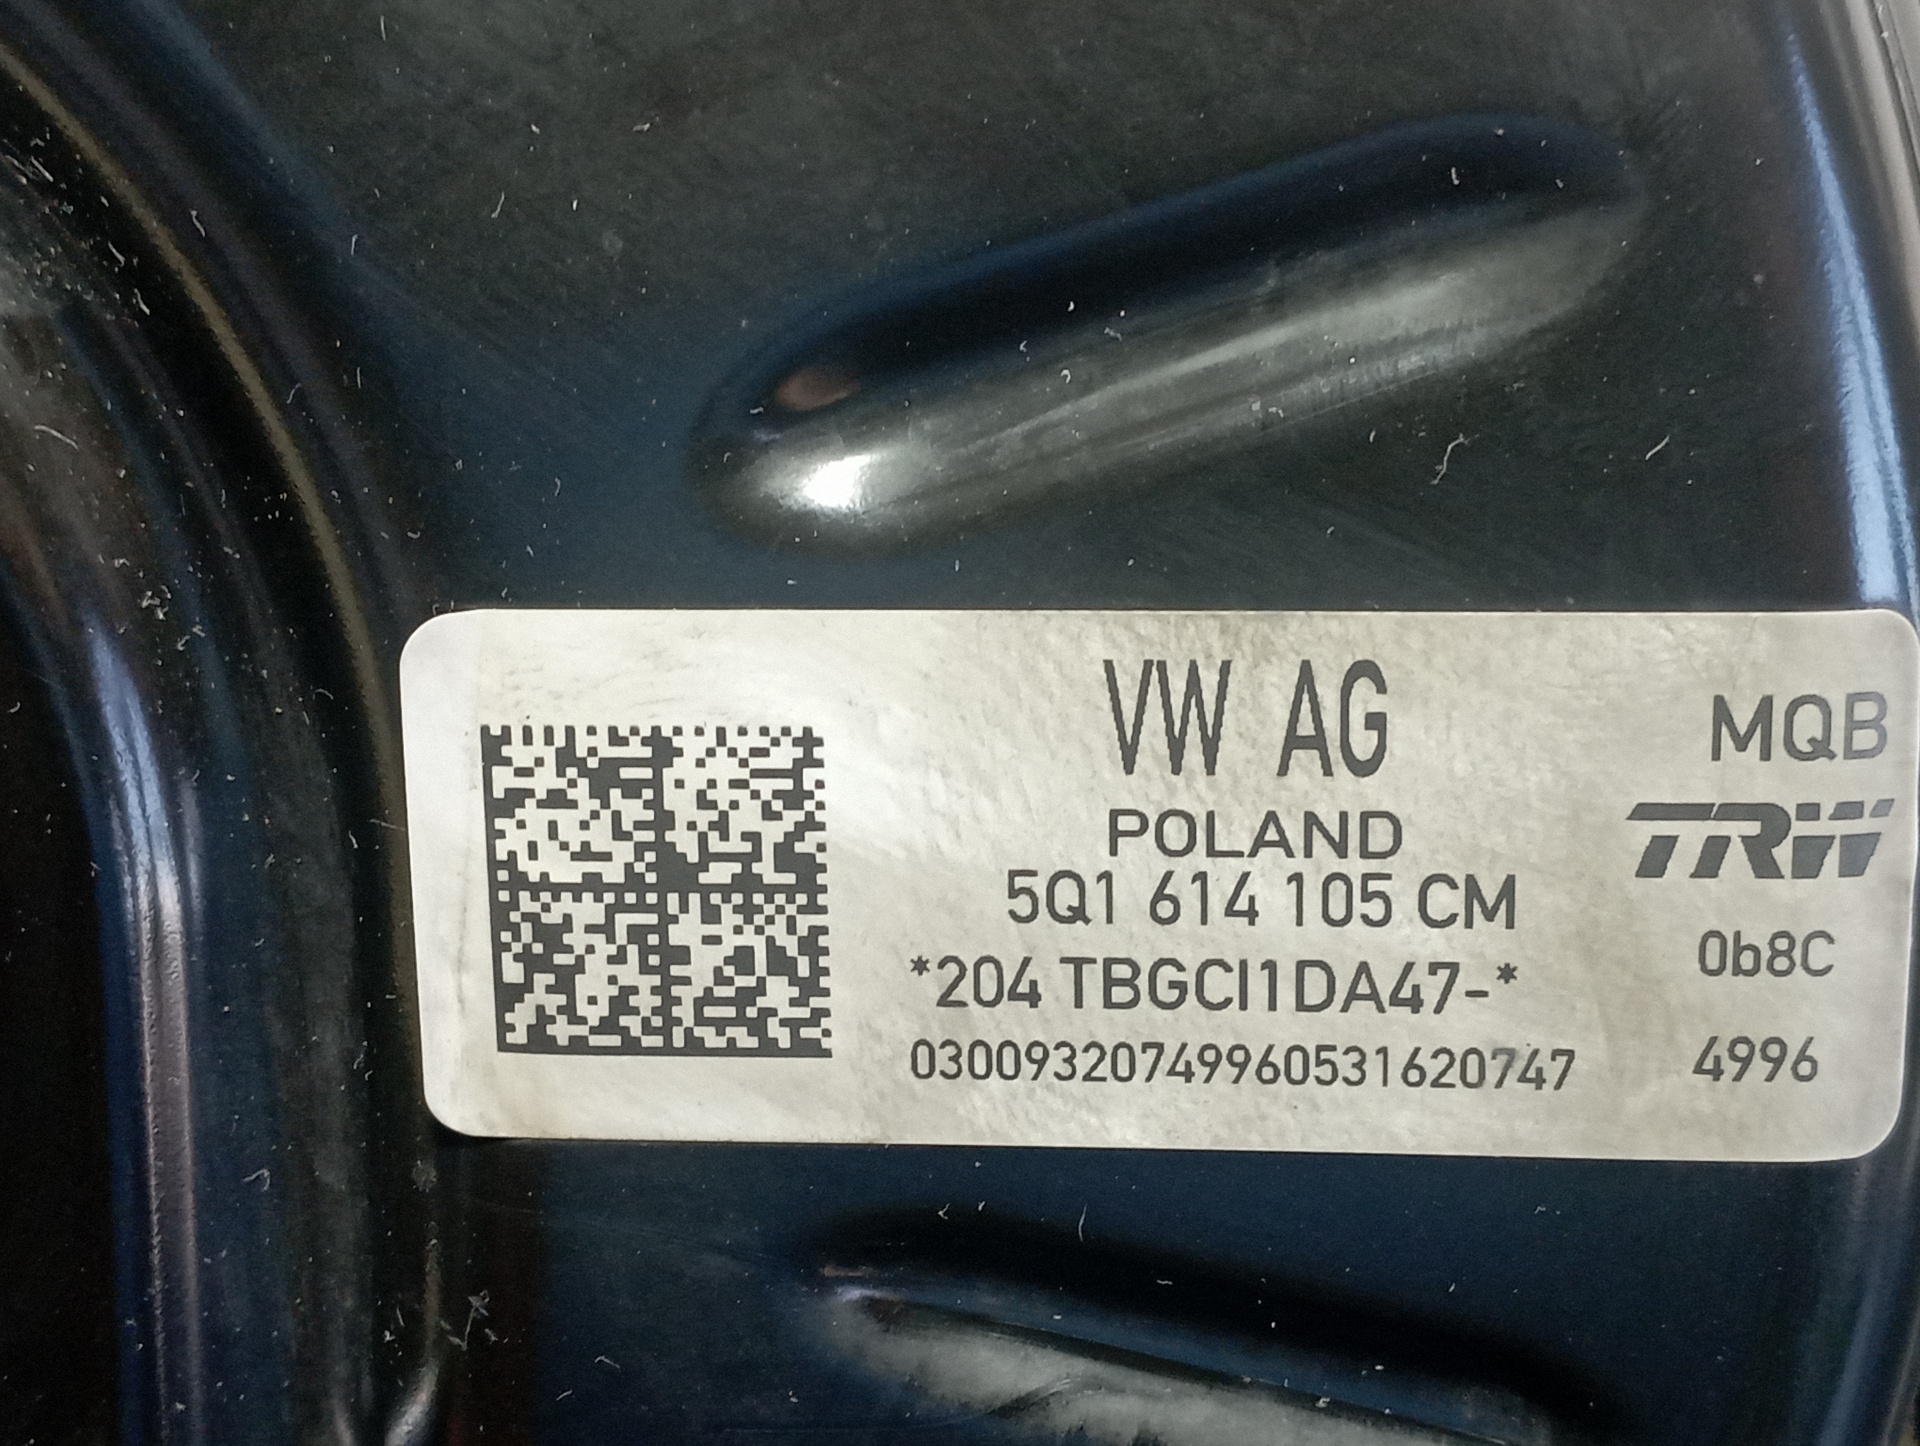 VW AG
POLAND
5Q1 614 105 CM
*204 TBGCI1DA47-*
03009320749960531620747
MQB
TRW
0b8C
4996